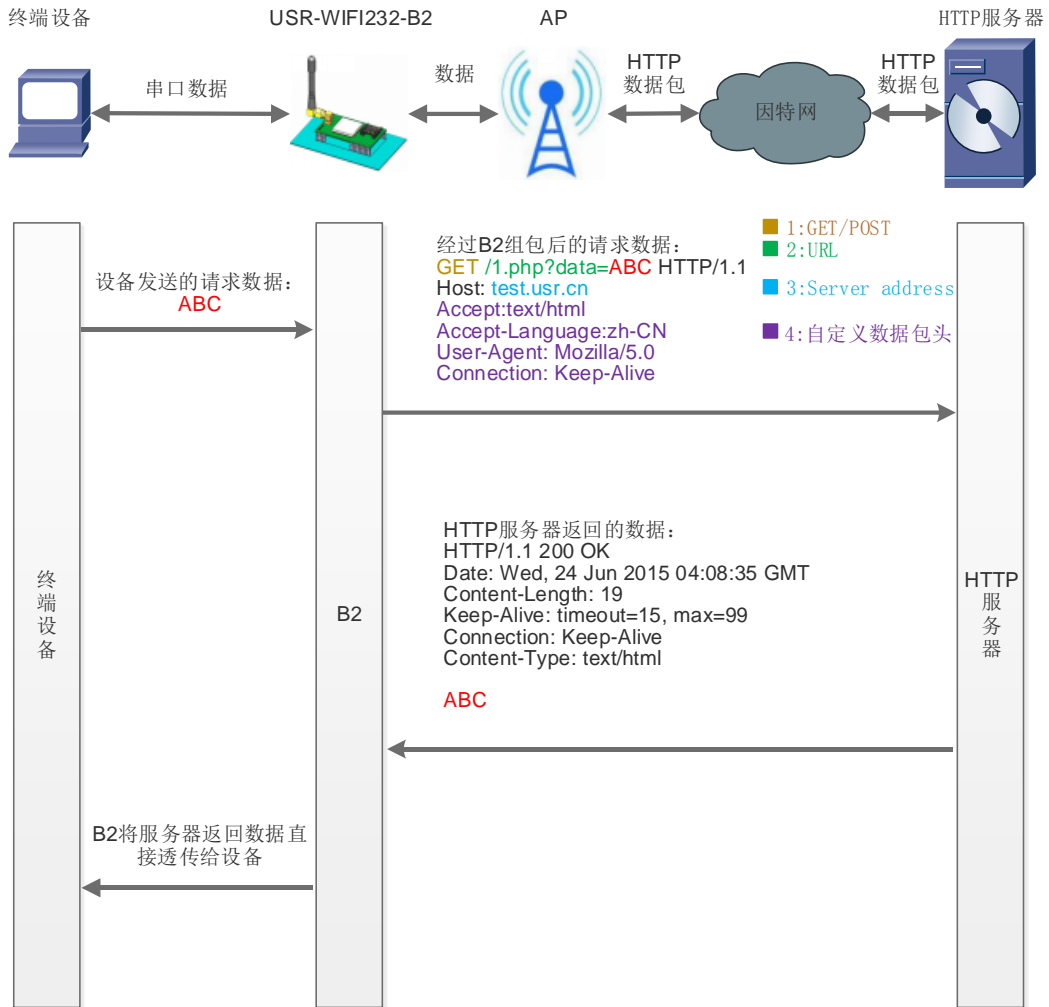 终端设备
USR-WIFI232-B2
AP
HTTP服务器
串口数据
数据
HTTP
数据包
因特网
HTTP
数据包
设备发送的请求数据：
ABC
经过B2组包后的请求数据：
GET /1.php?data=ABC HTTP/1.1
Host: test.usr.cn
Accept:text/html
Accept-Language:zh-CN
User-Agent: Mozilla/5.0
Connection: Keep-Alive
1:GET/POST
2:URL
3:Server address
4:自定义数据包头
HTTP服务器返回的数据：
HTTP/1.1 200 OK
Date: Wed, 24 Jun 2015 04:08:35 GMT
Content-Length: 19
Keep-Alive: timeout=15, max=99
Connection: Keep-Alive
Content-Type: text/html
ABC
终端设备
B2
HTTP
服务器
B2将服务器返回数据直
接透传给设备